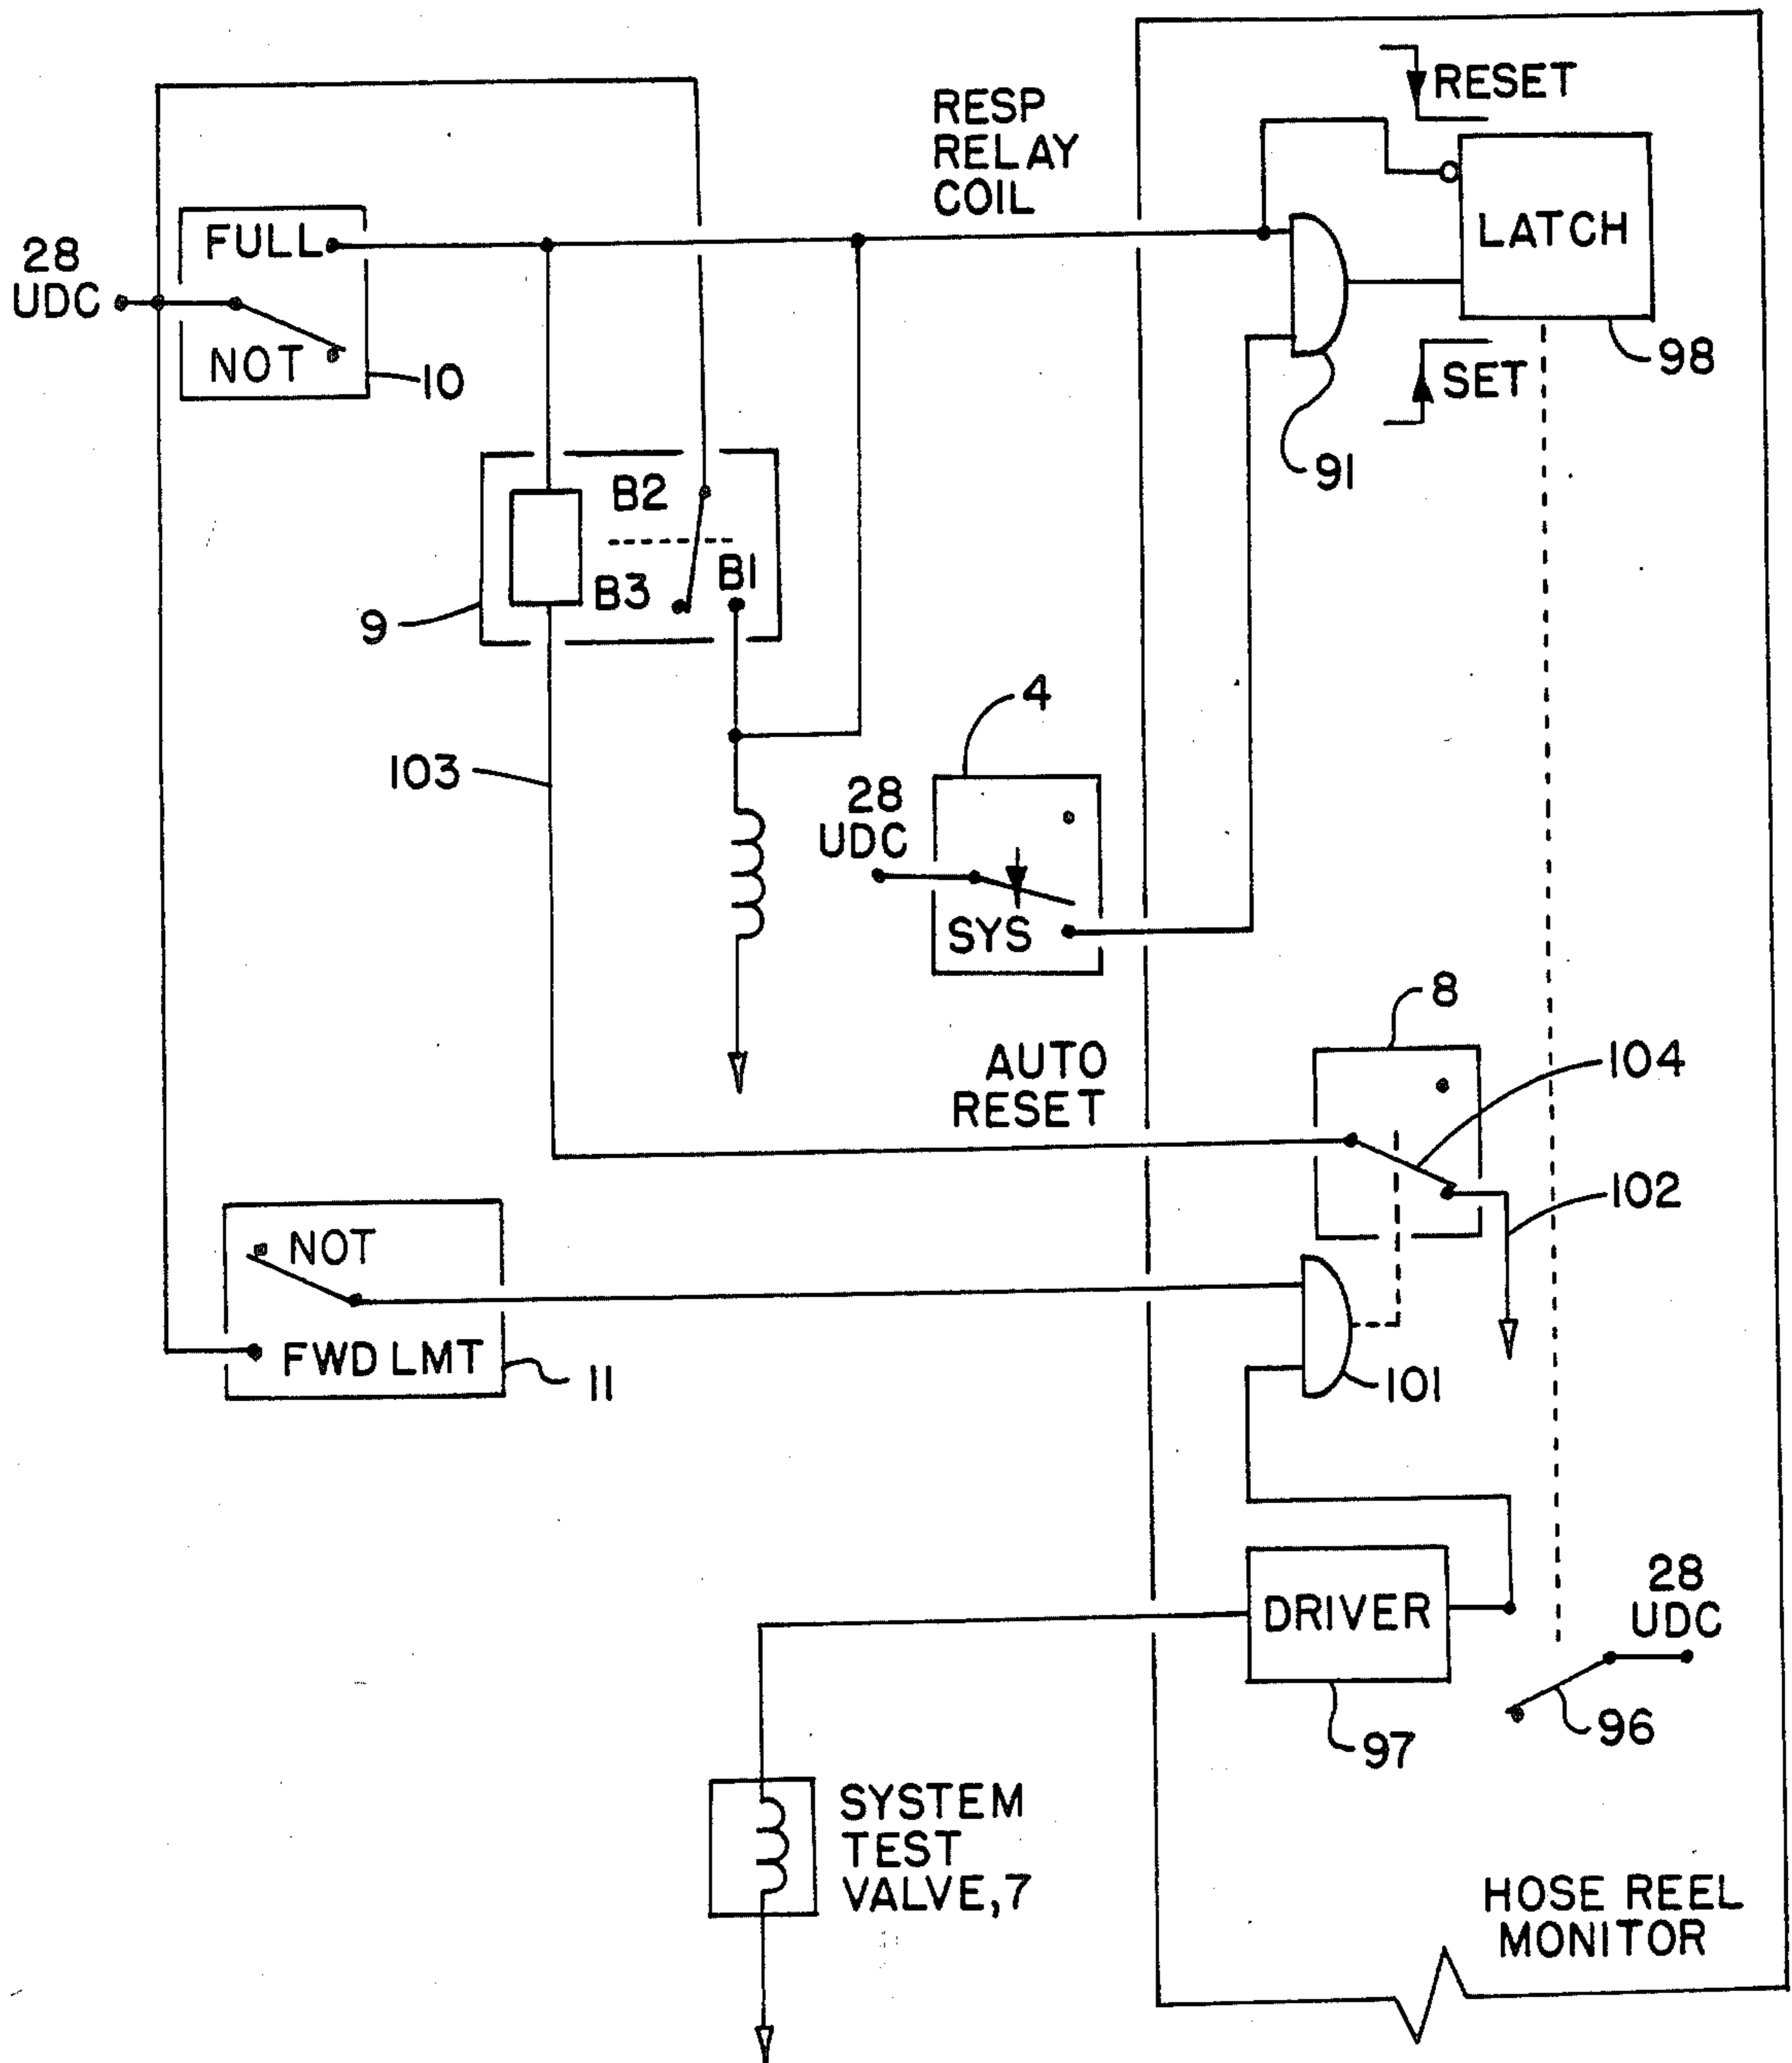 RESET
RESP
RELAY
COIL
LATCH
FULL
28
UDC
NOT
10
SET
98
91
B2
B3
B1
9
4
103
28
UDC
SYS
8
AUTO
RESET
104
102
NOT
FWD LMT
11
101
DRIVER
28
UDC
97
96
SYSTEM
TEST
VALVE,7
HOSE REEL
MONITOR